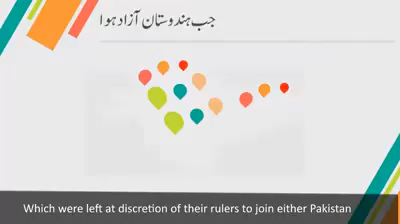 جب ہندوستان آزاد ہوا
Which were left at discretion of their rulers to join either Pakistan